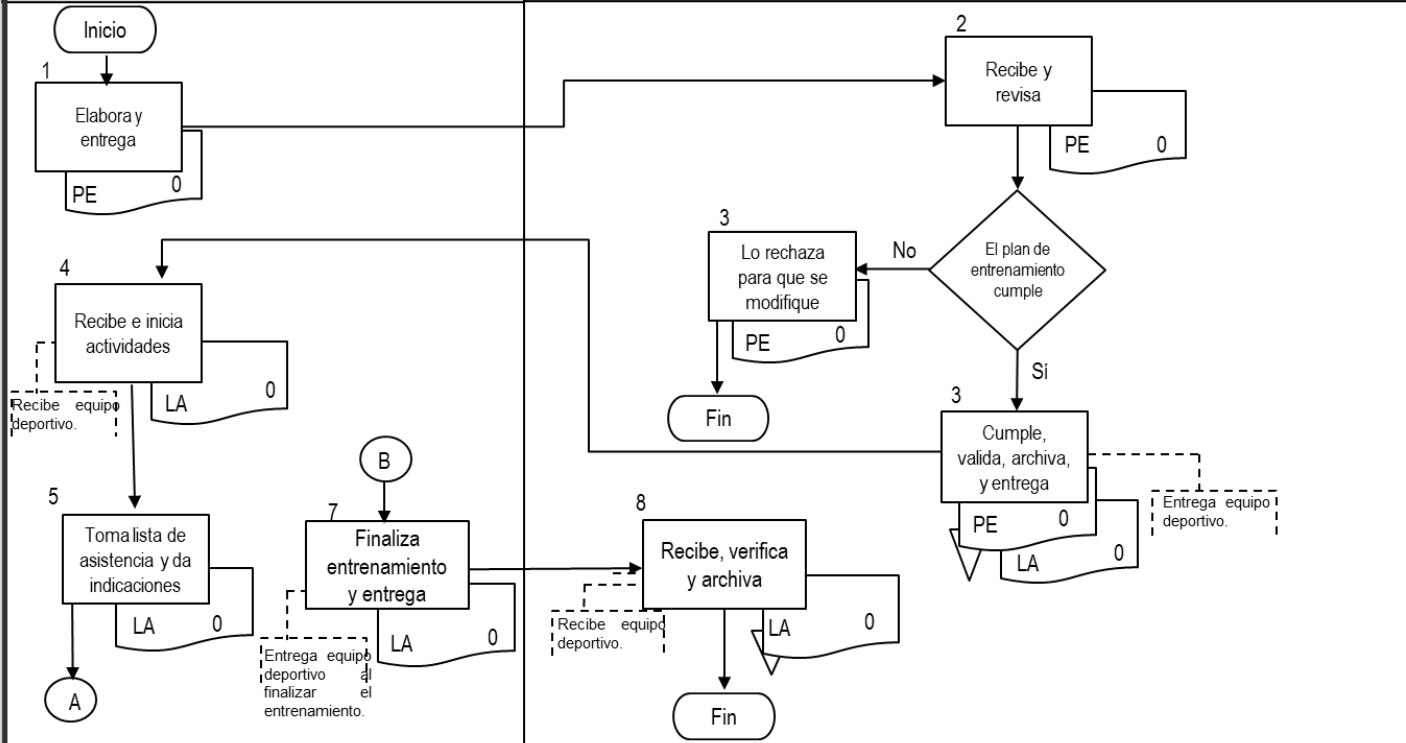 Inicio
1
Elabora y
entrega
PE
0
2
Recibe y
revisa
PE
0
El plan de
entrenamiento
cumple
No
3
Lo rechaza
para que se
modifique
PE
0
Fin
Sí
3
Cumple,
valida, archiva,
y entrega
PE
0
LA
0
Entrega equipo
deportivo.
4
Recibe e inicia
actividades
LA
0
Recibe equipo
deportivo.
5
Toma lista de
asistencia y da
indicaciones
LA
0
A
B
7
Finaliza
entrenamiento
y entrega
LA
0
Entrega equipo
deportivo al
finalizar el
entrenamiento.
8
Recibe, verifica
y archiva
LA
0
Recibe equipo
deportivo.
Fin